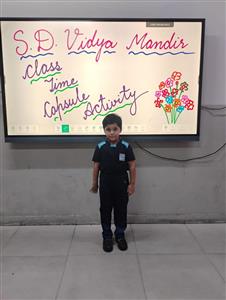 S.D. Vidya Mandir
Class
Time
Capsule Activity